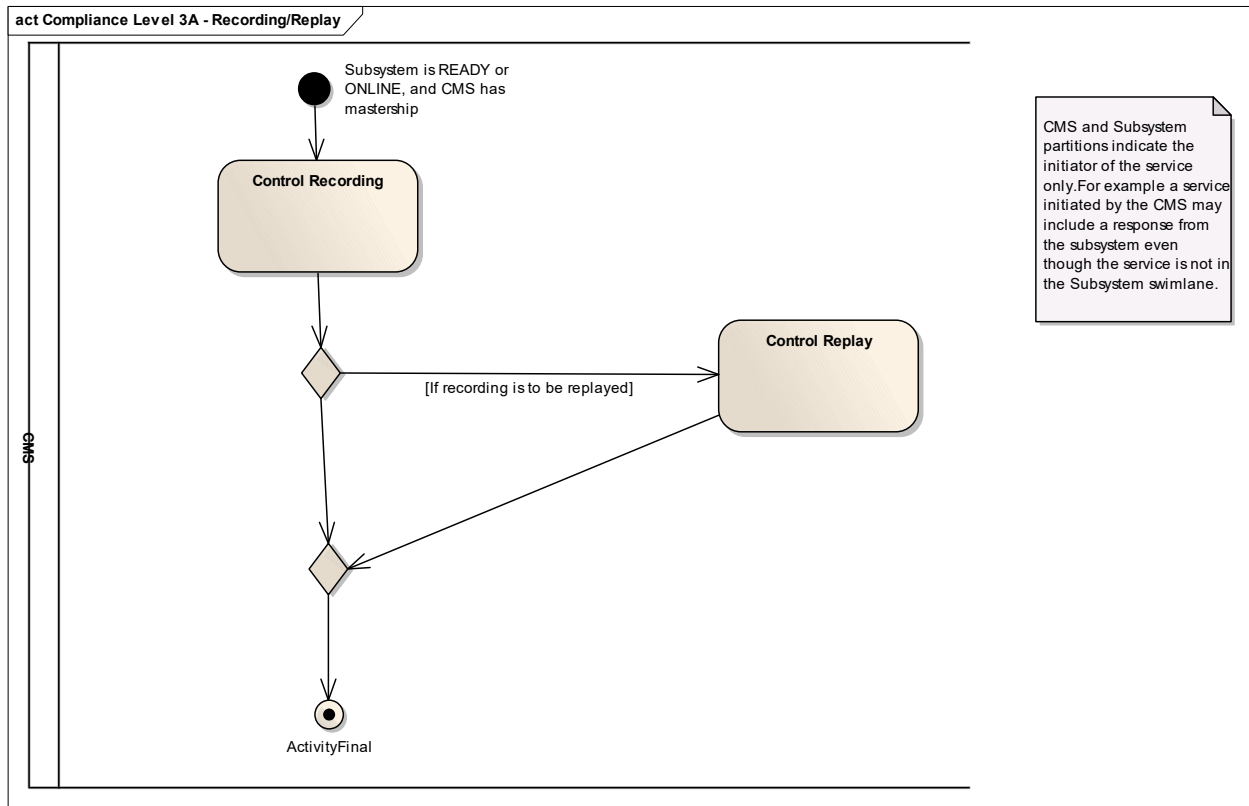 act Compliance Level 3A - Recording/Replay
Subsystem is READY or
ONLINE, and CMS has
mastership
CMS and Subsystem
partitions indicate the
initiator of the service
only.For example a service
initiated by the CMS may
include a response from
the subsystem even
though the service is not in
the Subsystem swimlane.
Control Recording
Control Replay
[If recording is to be replayed]
CMS
ActivityFinal